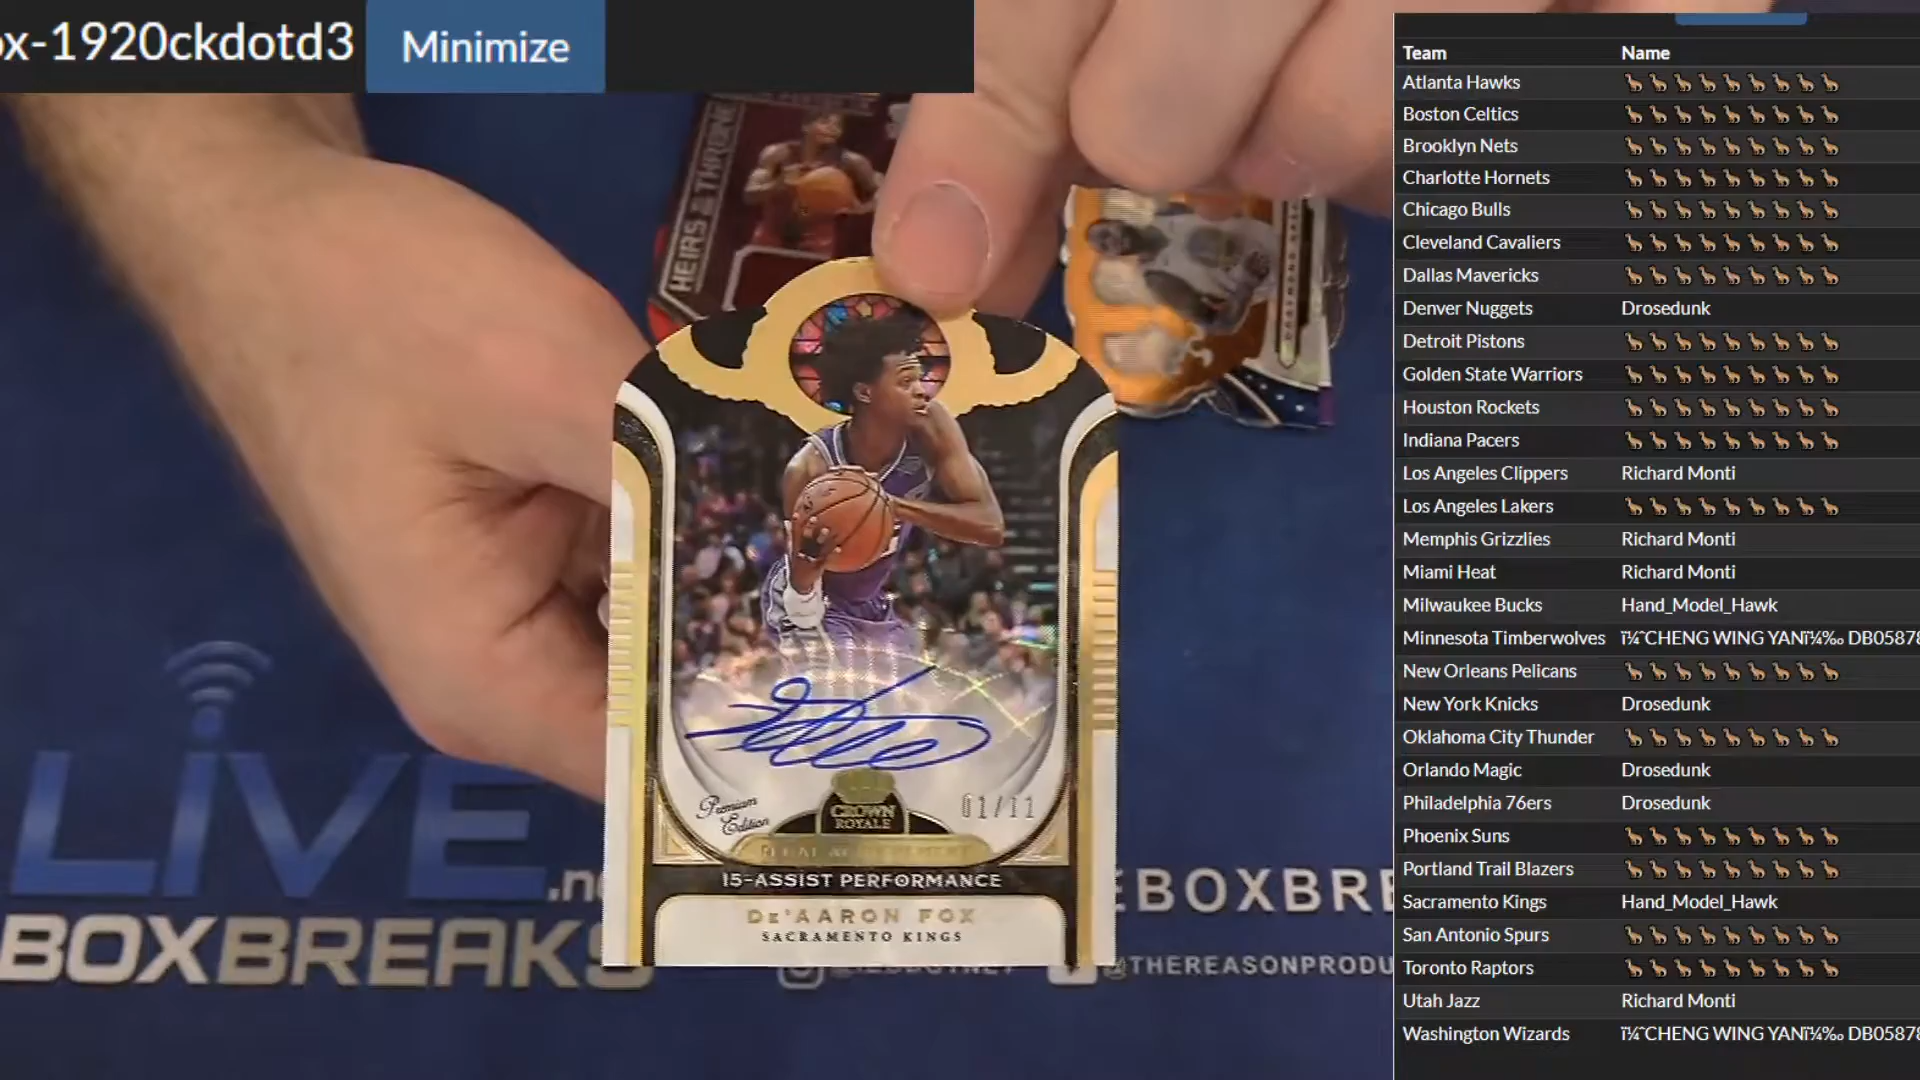 ox-1920ckdotd3
Minimize
HEIRS TO THE THRONE
Premium
Edition
CROWN
ROYALE
01/11
15-ASSIST PERFORMANCE
DE'AARON FOX
SACRAMENTO KINGS
LIVE
BOXBREAKS
EBOXBRE
@THEREASONPRODU
Team Name
Atlanta Hawks 🦒🦒🦒🦒🦒🦒🦒🦒🦒
Boston Celtics 🦒🦒🦒🦒🦒🦒🦒🦒🦒
Brooklyn Nets 🦒🦒🦒🦒🦒🦒🦒🦒🦒
Charlotte Hornets 🦒🦒🦒🦒🦒🦒🦒🦒🦒
Chicago Bulls 🦒🦒🦒🦒🦒🦒🦒🦒🦒
Cleveland Cavaliers 🦒🦒🦒🦒🦒🦒🦒🦒🦒
Dallas Mavericks 🦒🦒🦒🦒🦒🦒🦒🦒🦒
Denver Nuggets Drosedunk
Detroit Pistons 🦒🦒🦒🦒🦒🦒🦒🦒🦒
Golden State Warriors 🦒🦒🦒🦒🦒🦒🦒🦒🦒
Houston Rockets 🦒🦒🦒🦒🦒🦒🦒🦒🦒
Indiana Pacers 🦒🦒🦒🦒🦒🦒🦒🦒🦒
Los Angeles Clippers Richard Monti
Los Angeles Lakers 🦒🦒🦒🦒🦒🦒🦒🦒🦒
Memphis Grizzlies Richard Monti
Miami Heat Richard Monti
Milwaukee Bucks Hand_Model_Hawk
Minnesota Timberwolves ï¼ˆCHENG WING YANï¼‰ DB05878
New Orleans Pelicans 🦒🦒🦒🦒🦒🦒🦒🦒🦒
New York Knicks Drosedunk
Oklahoma City Thunder 🦒🦒🦒🦒🦒🦒🦒🦒🦒
Orlando Magic Drosedunk
Philadelphia 76ers Drosedunk
Phoenix Suns 🦒🦒🦒🦒🦒🦒🦒🦒🦒
Portland Trail Blazers 🦒🦒🦒🦒🦒🦒🦒🦒🦒
Sacramento Kings Hand_Model_Hawk
San Antonio Spurs 🦒🦒🦒🦒🦒🦒🦒🦒🦒
Toronto Raptors 🦒🦒🦒🦒🦒🦒🦒🦒🦒
Utah Jazz Richard Monti
Washington Wizards ï¼ˆCHENG WING YANï¼‰ DB05878